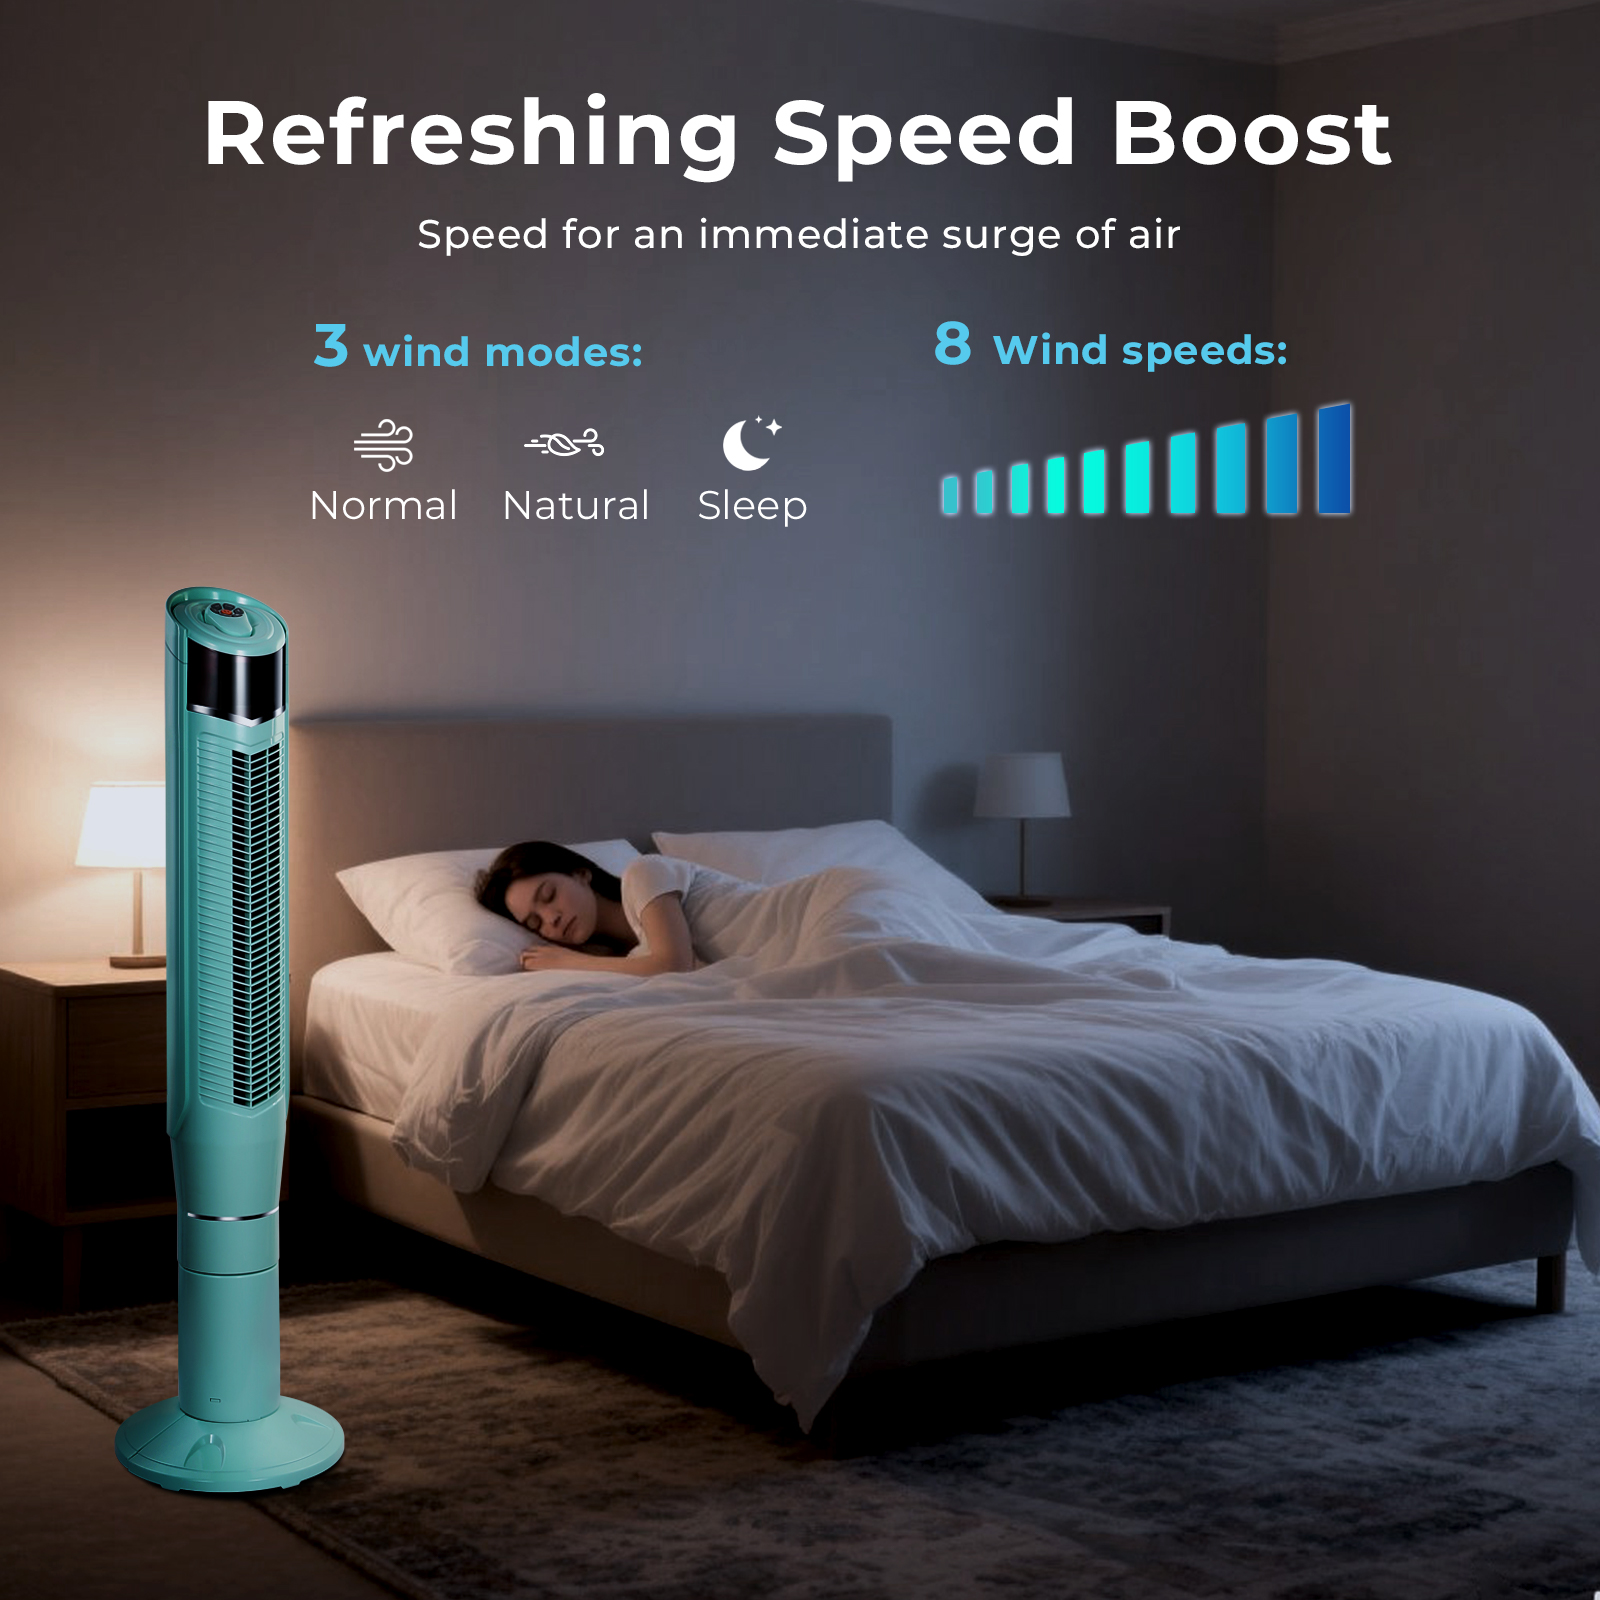 Refreshing Speed Boost
Speed for an immediate surge of air
3 wind modes:
Normal
Natural
Sleep
8 Wind speeds: